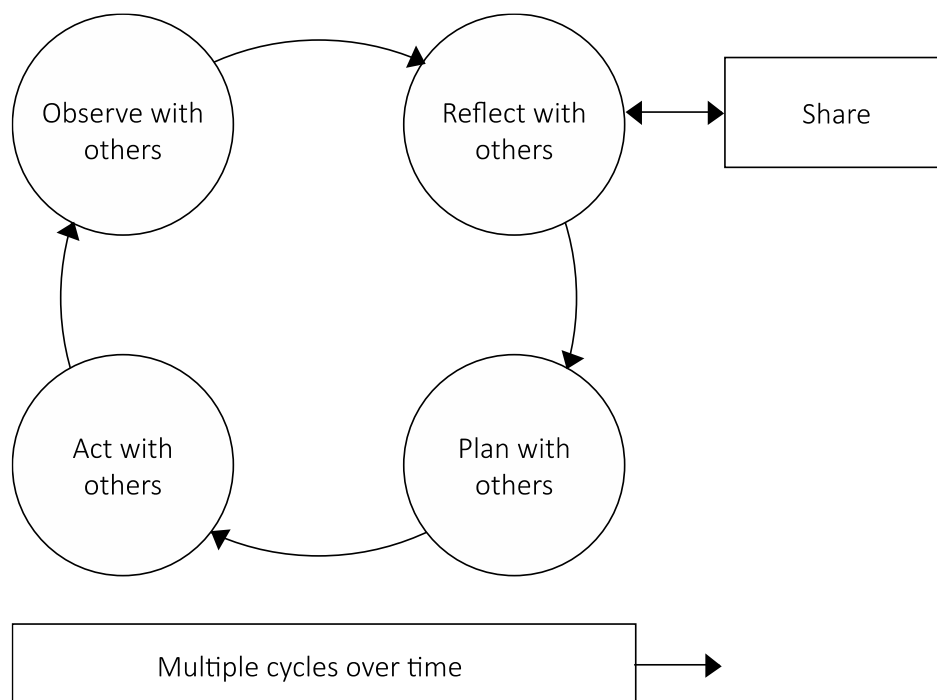 Observe with
others
Reflect with
others
Share
Act with
others
Plan with
others
Multiple cycles over time